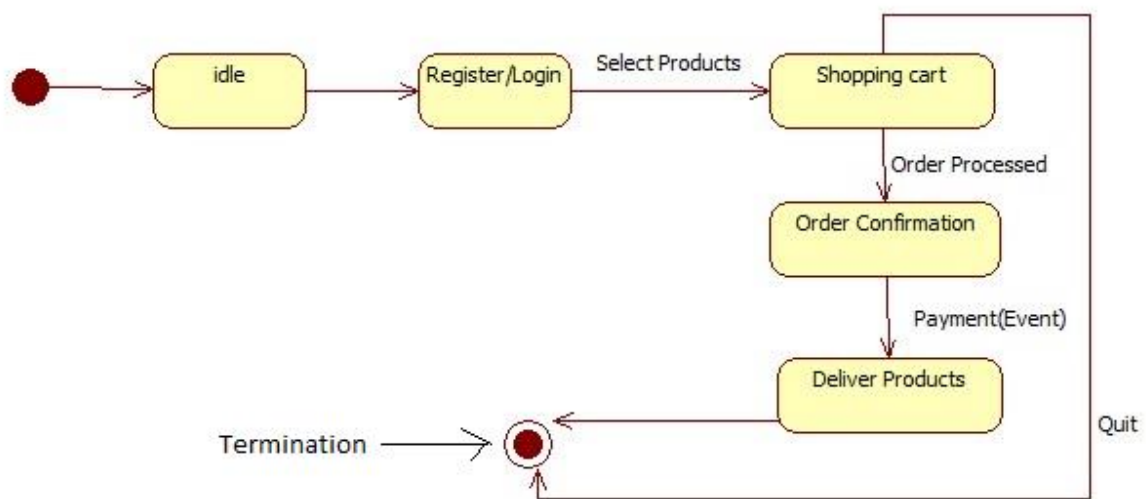 idle
Register/Login
Select Products
Shopping cart
Order Processed
Order Confirmation
Payment(Event)
Deliver Products
Quit
Termination